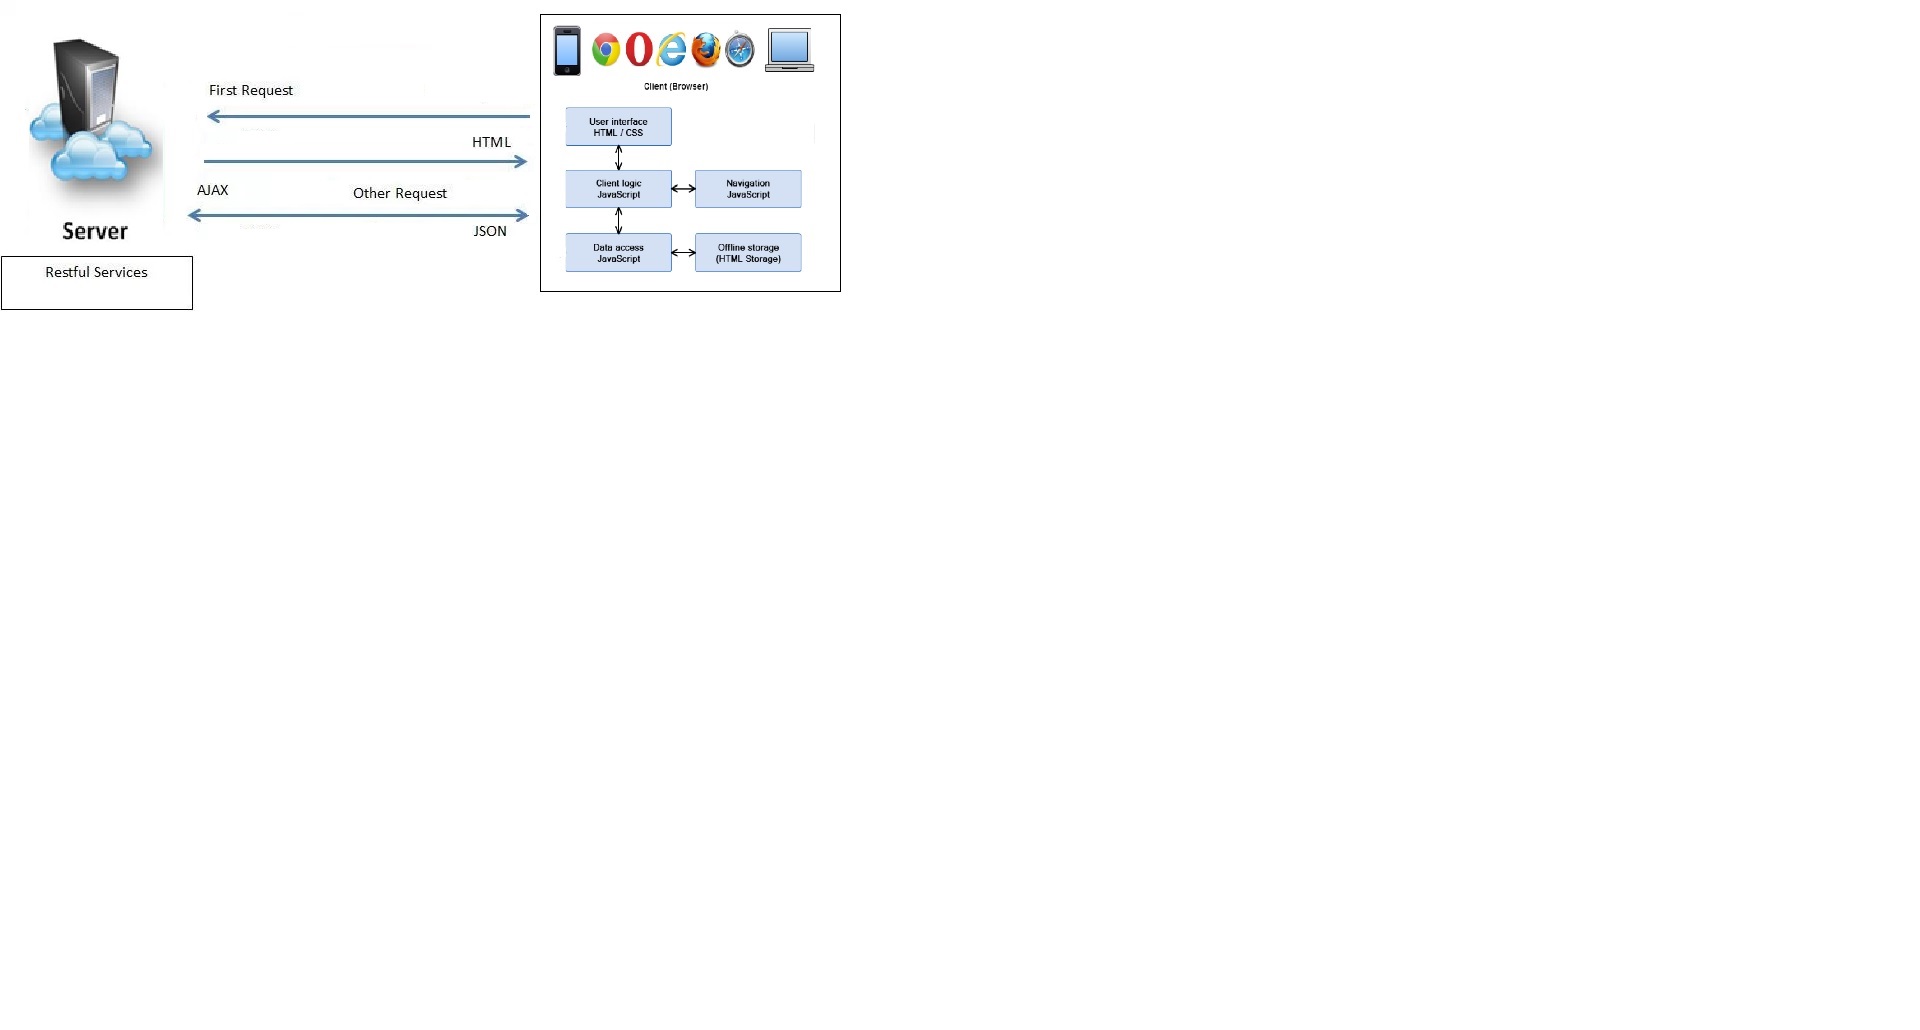 First Request
HTML
AJAX
Other Request
JSON
Server
Restful Services
Client (Browser)
User interface
HTML / CSS
Client logic
JavaScript
Navigation
JavaScript
Data access
JavaScript
Offline storage
(HTML Storage)